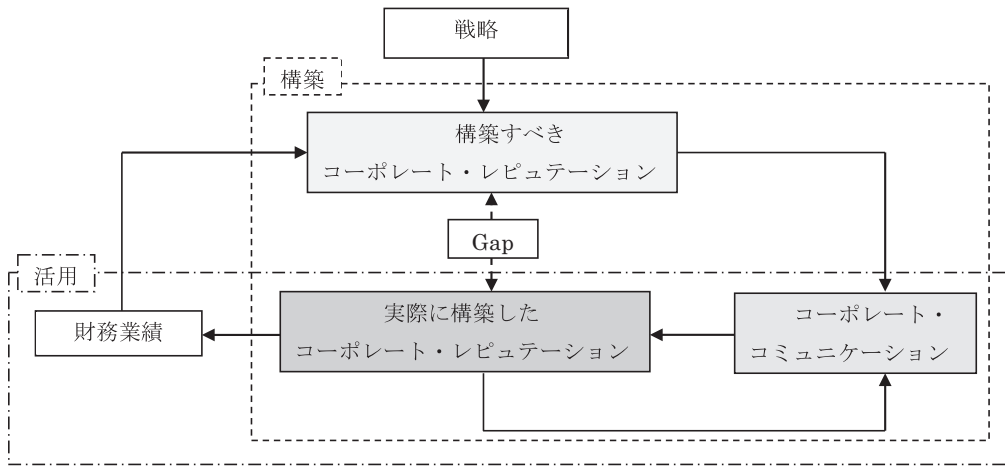 戦略
構築
構築すべき
コーポレート・レピュテーション
Gap
活用
財務業績
実際に構築した
コーポレート・レピュテーション
コーポレート・
コミュニケーション